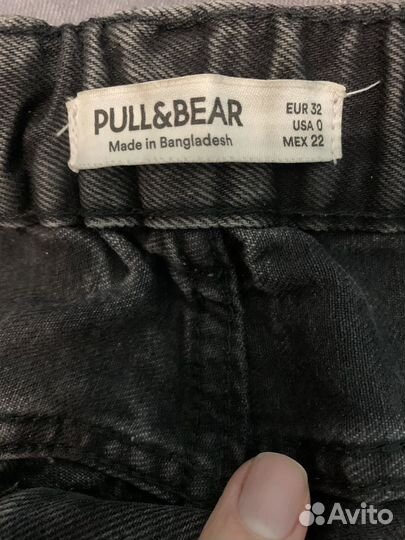 PULL&BEAR
Made in Bangladesh
EUR 32
USA 0
MEX 22
Avito